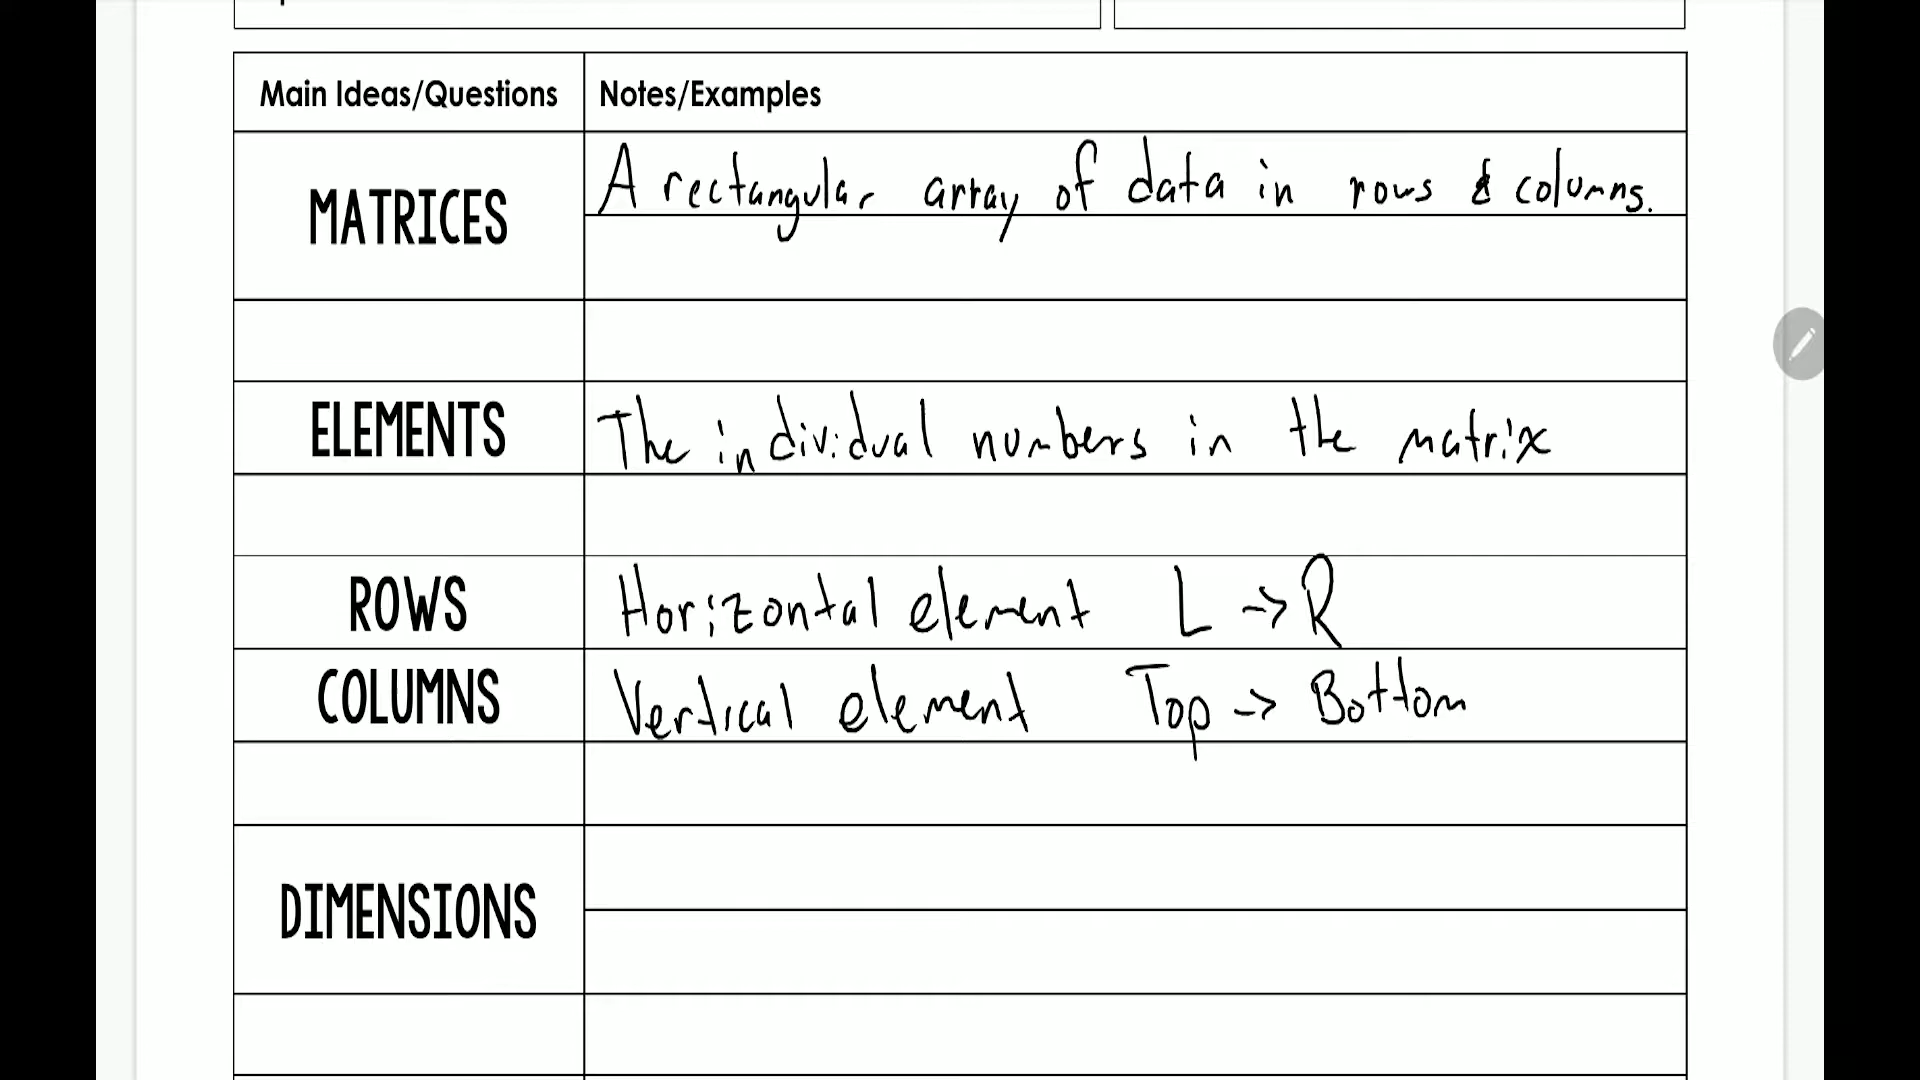 Main Ideas/Questions Notes/Examples
MATRICES A rectangular array of data in rows & columns.
ELEMENTS The individual numbers in the matrix
ROWS Horizontal element L -> R
COLUMNS Vertical element Top -> Bottom
DIMENSIONS